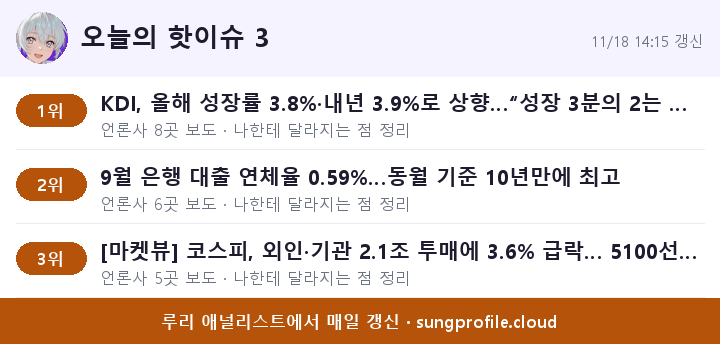 오늘의 핫이슈 3
11/18 14:15 갱신
1위
KDI, 올해 성장률 3.8%·내년 3.9%로 상향…“성장 3분의 2는 …
언론사 8곳 보도 · 나한테 달라지는 점 정리
2위
9월 은행 대출 연체율 0.59%…동월 기준 10년만에 최고
언론사 6곳 보도 · 나한테 달라지는 점 정리
3위
[마켓뷰] 코스피, 외인·기관 2.1조 투매에 3.6% 급락… 5100선…
언론사 5곳 보도 · 나한테 달라지는 점 정리
루리 애널리스트에서 매일 갱신 · sungprofile.cloud